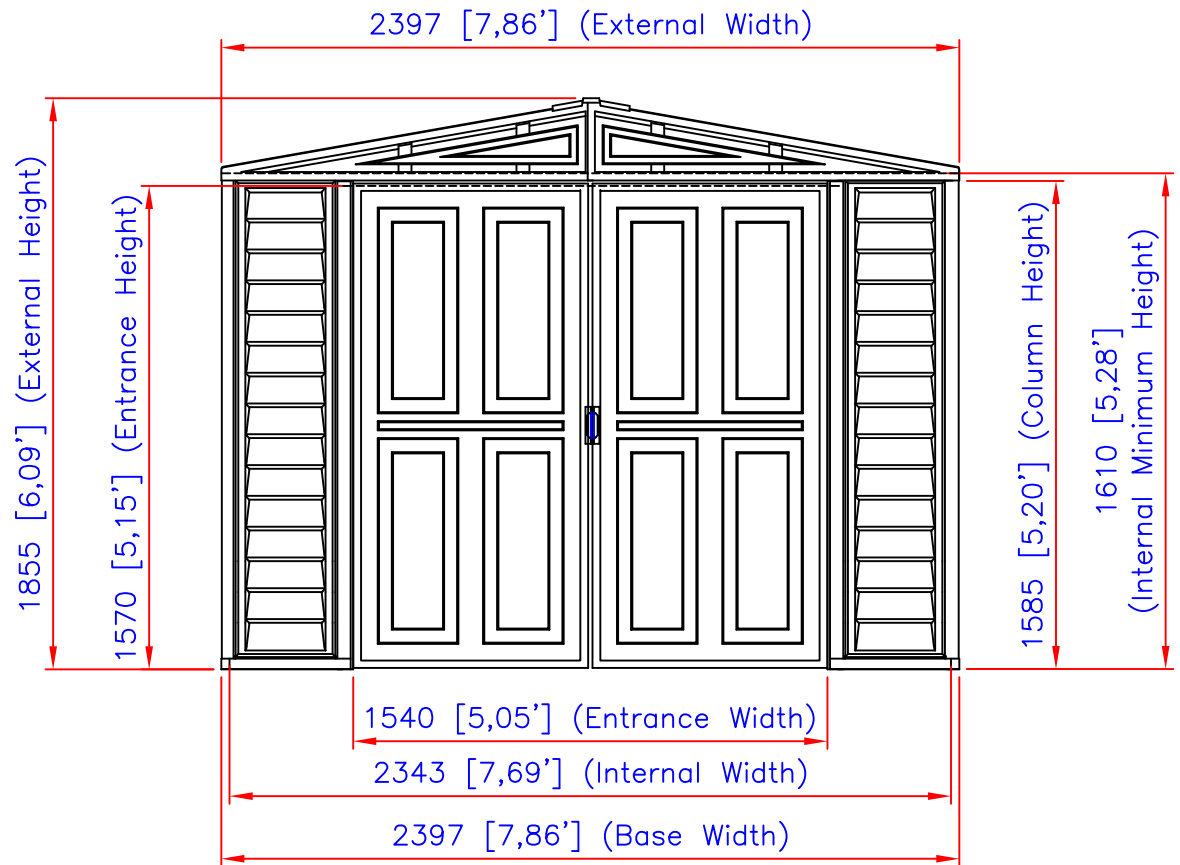 2397 [7,86’] (External Width)
1855 [6,09’] (External Height)
1570 [5,15’] (Entrance Height)
1585 [5,20’] (Column Height)
1610 [5,28’]
(Internal Minimum Height)
1540 [5,05’] (Entrance Width)
2343 [7,69’] (Internal Width)
2397 [7,86’] (Base Width)